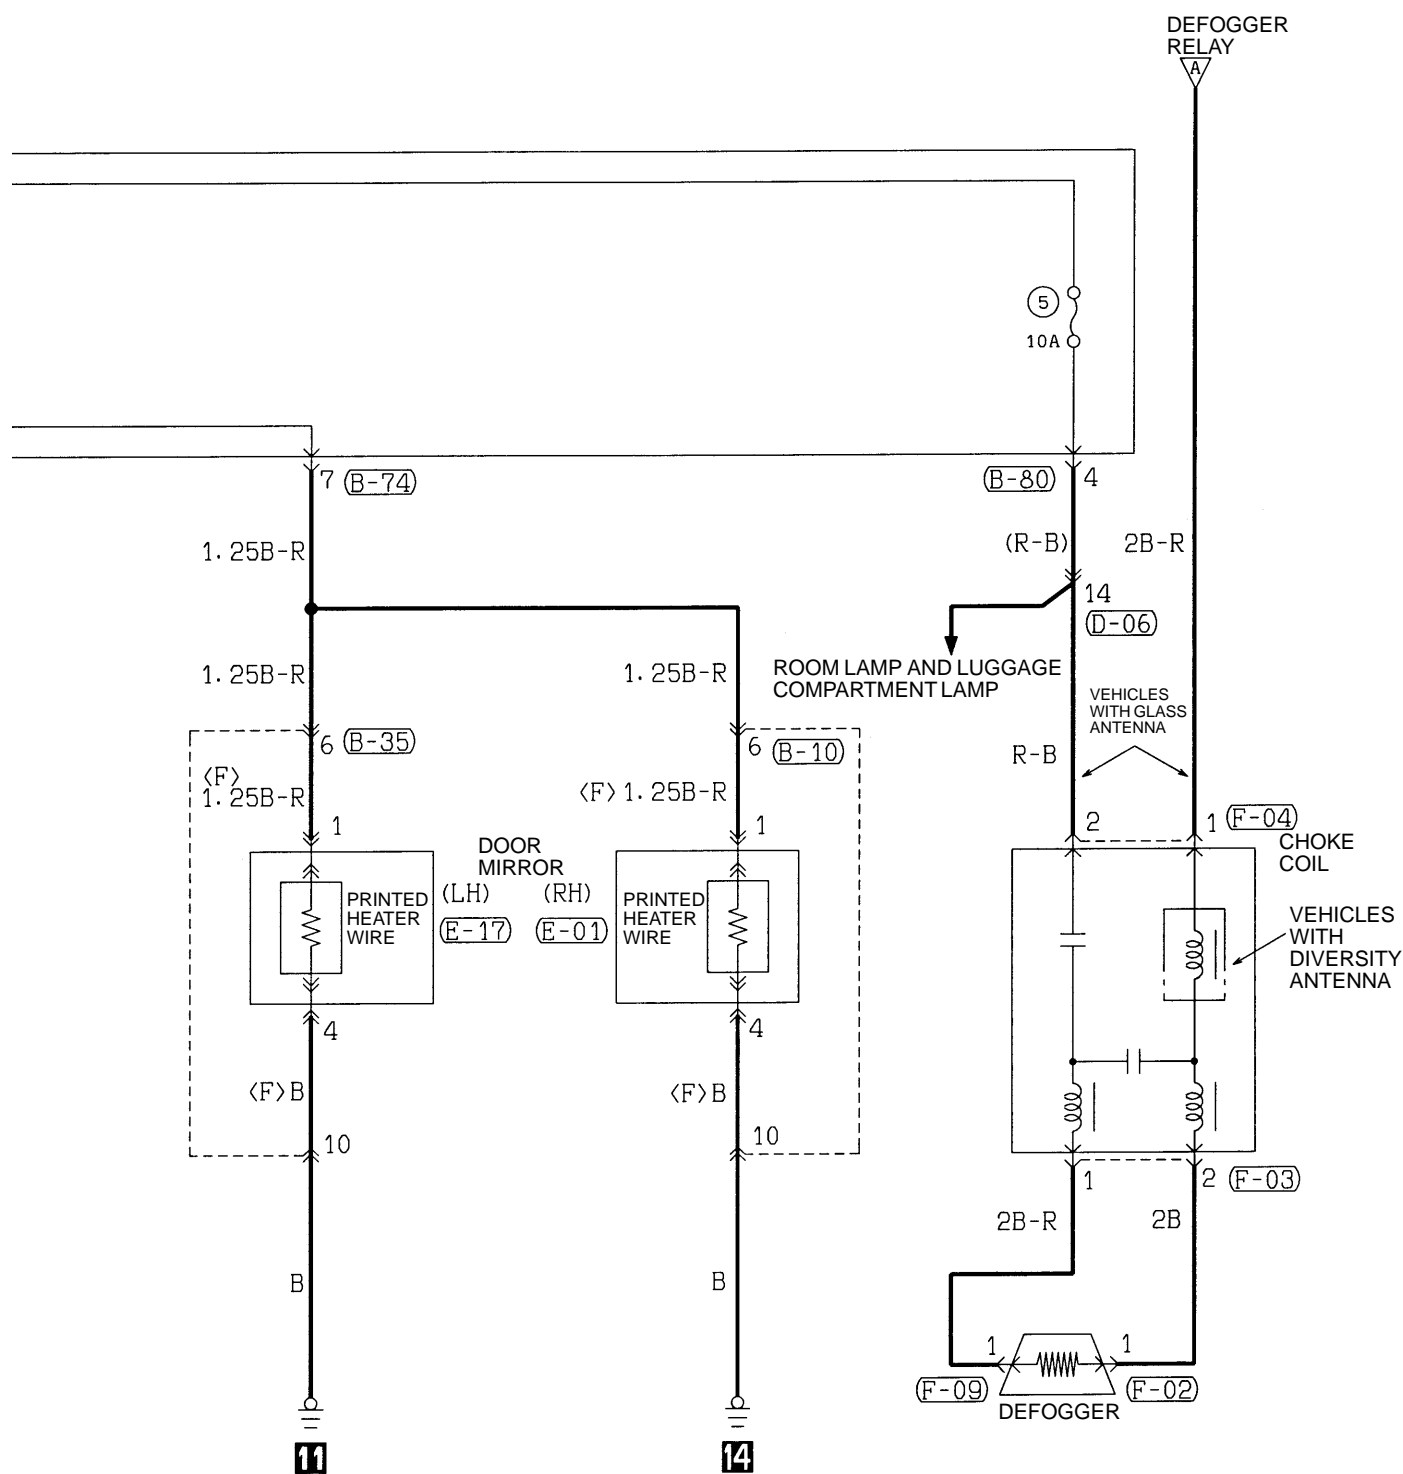 DEFOGGER
RELAY
A
5
10A
7 (B-74)
(B-80) 4
1.25B-R
(R-B)
2B-R
14
(D-06)
ROOM LAMP AND LUGGAGE
COMPARTMENT LAMP
1.25B-R
1.25B-R
VEHICLES
WITH GLASS
ANTENNA
6 (B-35)
6 (B-10)
R-B
<F>
1.25B-R
<F>1.25B-R
1
1
2
1 (F-04)
CHOKE
COIL
DOOR
MIRROR
(LH)
(RH)
(E-17)
(E-01)
PRINTED
HEATER
WIRE
PRINTED
HEATER
WIRE
VEHICLES
WITH
DIVERSITY
ANTENNA
4
4
<F>B
<F>B
10
10
1
2 (F-03)
2B-R
2B
B
B
1
1
(F-09)
(F-02)
DEFOGGER
11
14